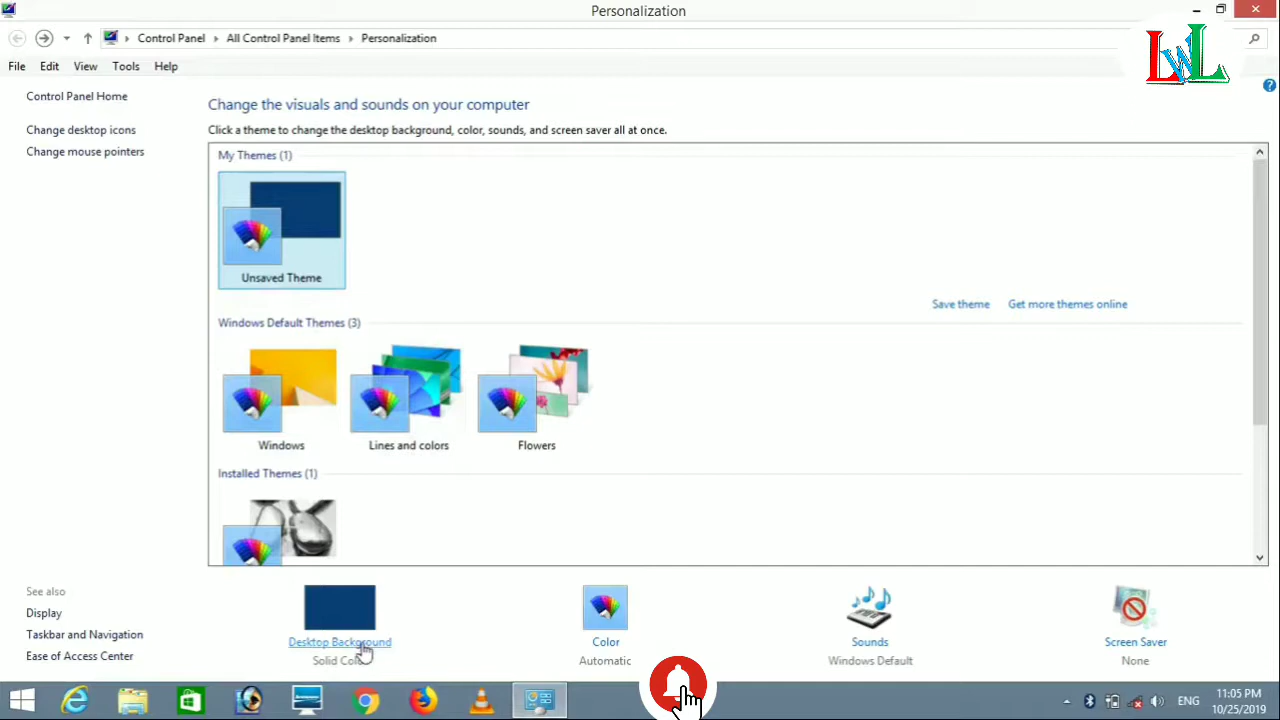 Personalization
Control Panel All Control Panel Items Personalization
LWL
File Edit View Tools Help
Control Panel Home
Change desktop icons
Change mouse pointers
Change the visuals and sounds on your computer
Click a theme to change the desktop background, color, sounds, and screen saver all at once.
My Themes (1)
Unsaved Theme
Save theme Get more themes online
Windows Default Themes (3)
Windows Lines and colors Flowers
Installed Themes (1)
See also
Display
Taskbar and Navigation
Ease of Access Center
Desktop Background
Solid Color
Color
Automatic
Sounds
Windows Default
Screen Saver
None
ENG
11:05 PM
10/25/2019